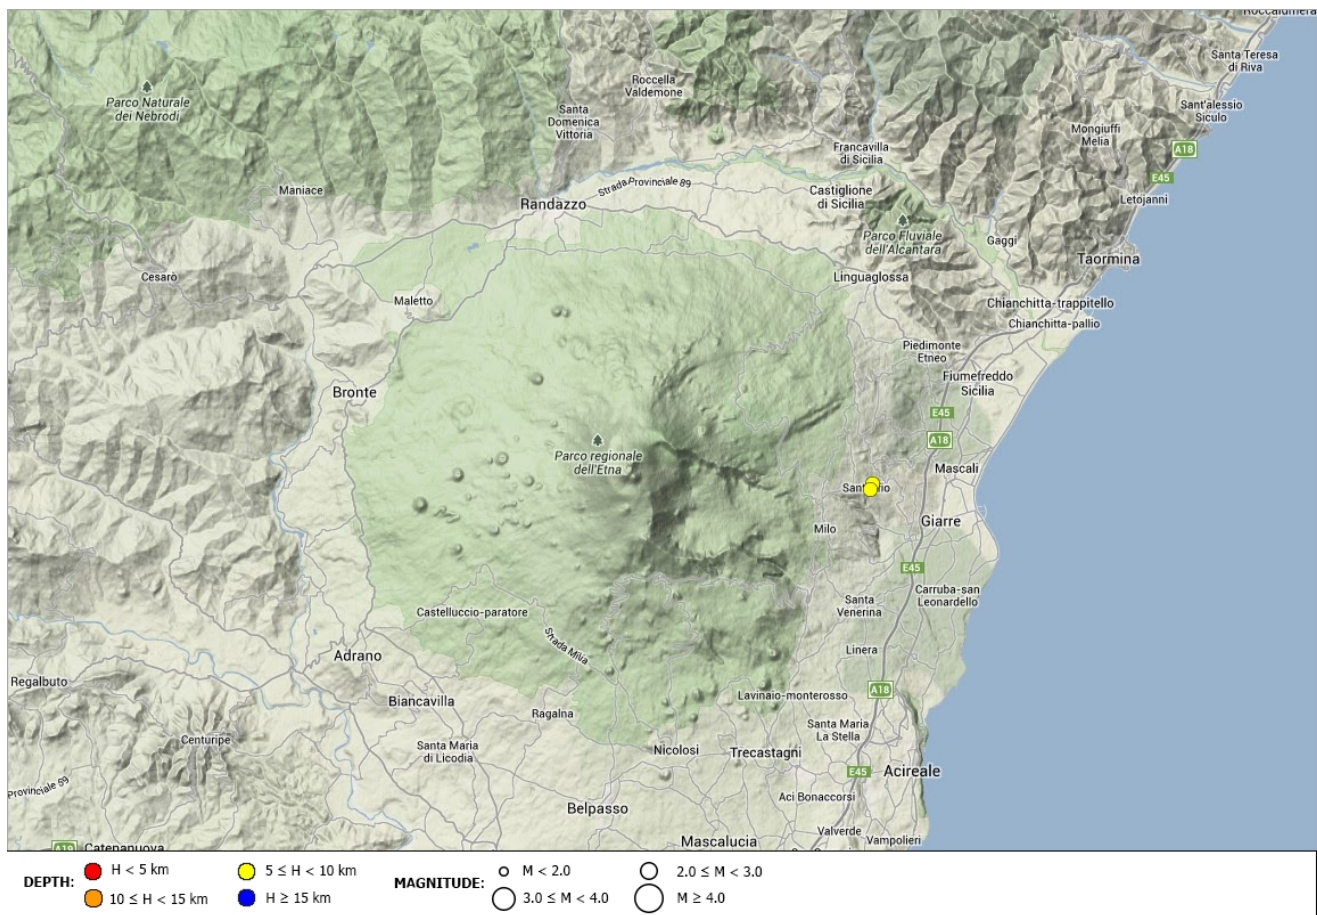 Roccalumera
Santa Teresa
di Riva
Roccella
Valdemone
Parco Naturale
dei Nebrodi
Sant'alessio
Siculo
Santa
Domenica
Vittoria
Mongiuffi
Melia
A18
Francavilla
di Sicilia
E45
Strada Provinciale 89
Maniace
Castiglione
di Sicilia
Letojanni
Randazzo
Parco Fluviale
dell'Alcantara
Gaggi
Taormina
Cesarò
Linguaglossa
Maletto
Chianchitta-trappitello
Chianchitta-pallio
Piedimonte
Etneo
Fiumefreddo
Sicilia
Bronte
E45
A18
Parco regionale
dell'Etna
Mascali
Giarre
Milo
E45
Carruba-san
Leonardello
Santa
Venerina
Castelluccio-paratore
Strada Milia
Linera
Adrano
Regalbuto
A18
Lavinaio-monterosso
Biancavilla
Ragalna
Santa Maria
La Stella
Centuripe
Santa Maria
di Licodia
Nicolosi
Trecastagni
E45
Acireale
Provinciale 59
Aci Bonaccorsi
Belpasso
Valverde
Vampolieri
Mascalucia
A19
Catenanuova
DEPTH:
H < 5 km
5 ≤ H < 10 km
10 ≤ H < 15 km
H ≥ 15 km
MAGNITUDE:
M < 2.0
2.0 ≤ M < 3.0
3.0 ≤ M < 4.0
M ≥ 4.0